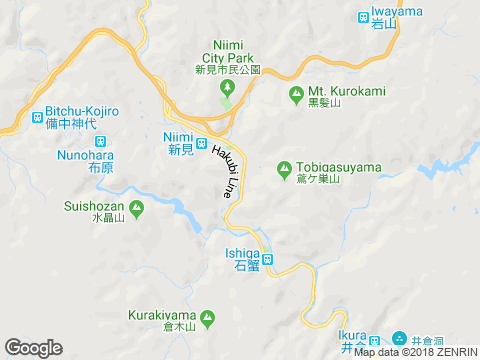 Iwayama
岩山
Niimi
City Park
新見市民公園
Mt. Kurokami
黒髪山
Bitchu-Kojiro
備中神代
Niimi
新見
Hakubi Line
Nunohara
布原
Tobigasuyama
鳶ケ巣山
Suishozan
水晶山
Ishiga
石蟹
Kurakiyama
倉木山
Ikura
井倉
井倉洞
Google
©2018 ZENRIN